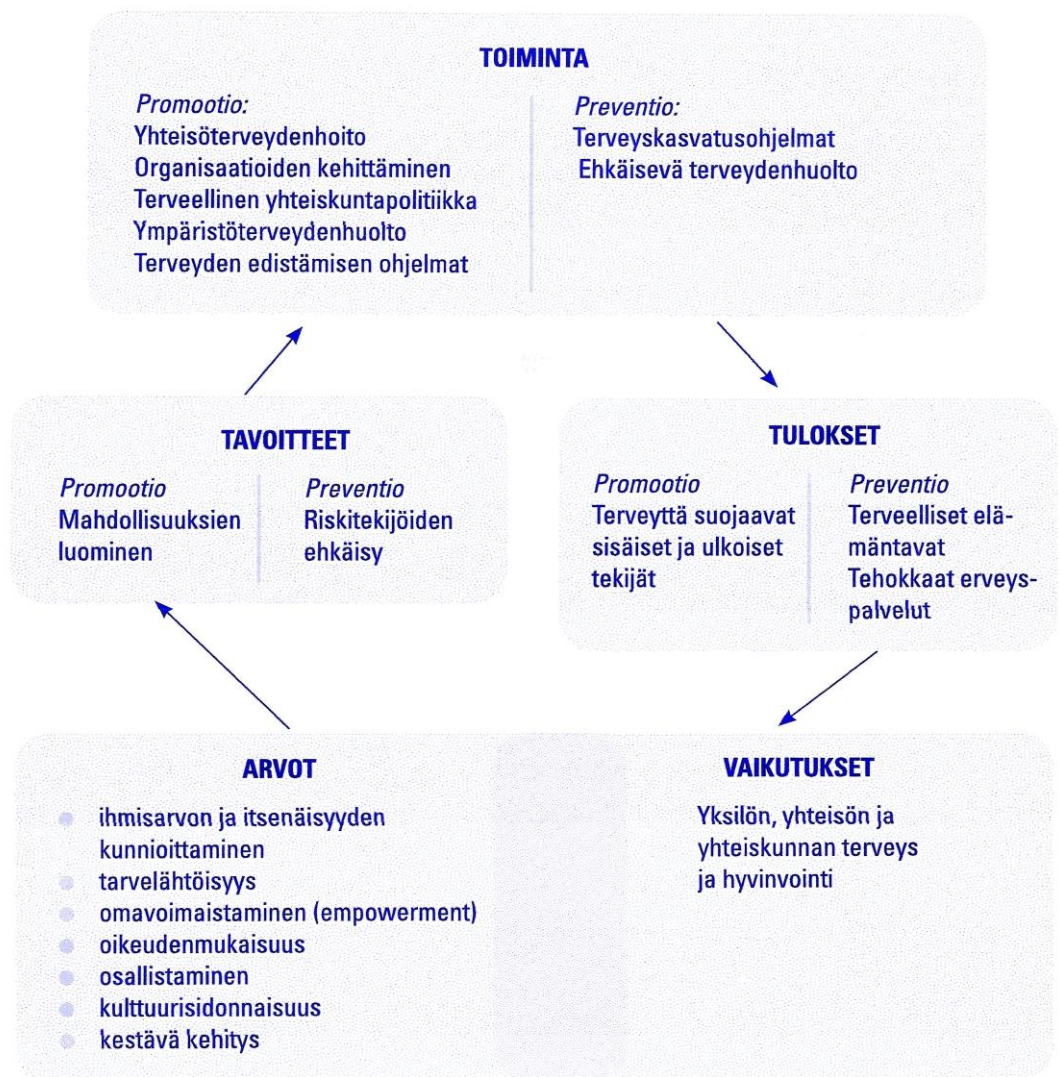 TOIMINTA
Promootio:
Yhteisöterveydenhoito
Organisaatioiden kehittäminen
Terveellinen yhteiskuntapolitiikka
Ympäristöterveydenhuolto
Terveyden edistämisen ohjelmat
Preventio:
Terveyskasvatusohjelmat
Ehkäisevä terveydenhuolto
TAVOITTEET
Promootio
Mahdollisuuksien
luominen
Preventio
Riskitekijöiden
ehkäisy
TULOKSET
Promootio
Terveyttä suojaavat
sisäiset ja ulkoiset
tekijät
Preventio
Terveelliset elä-
mäntavat
Tehokkaat erveys-
palvelut
ARVOT
ihmisarvon ja itsenäisyyden
kunnioittaminen
tarvelähtöisyys
omavoimaistaminen (empowerment)
oikeudenmukaisuus
osallistaminen
kulttuurisidonnaisuus
kestävä kehitys
VAIKUTUKSET
Yksilön, yhteisön ja
yhteiskunnan terveys
ja hyvinvointi